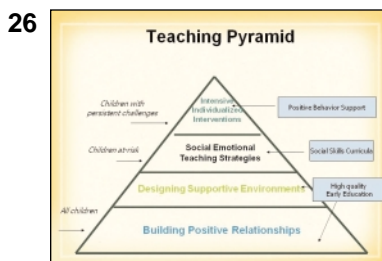 26
Teaching Pyramid
Children with
persistent challenges
Intensive
Individualized
Interventions
Positive Behavior Support
Children at-risk
Social Emotional
Teaching Strategies
Social Skills Curricula
Designing Supportive Environments
High quality
Early Education
All children
Building Positive Relationships